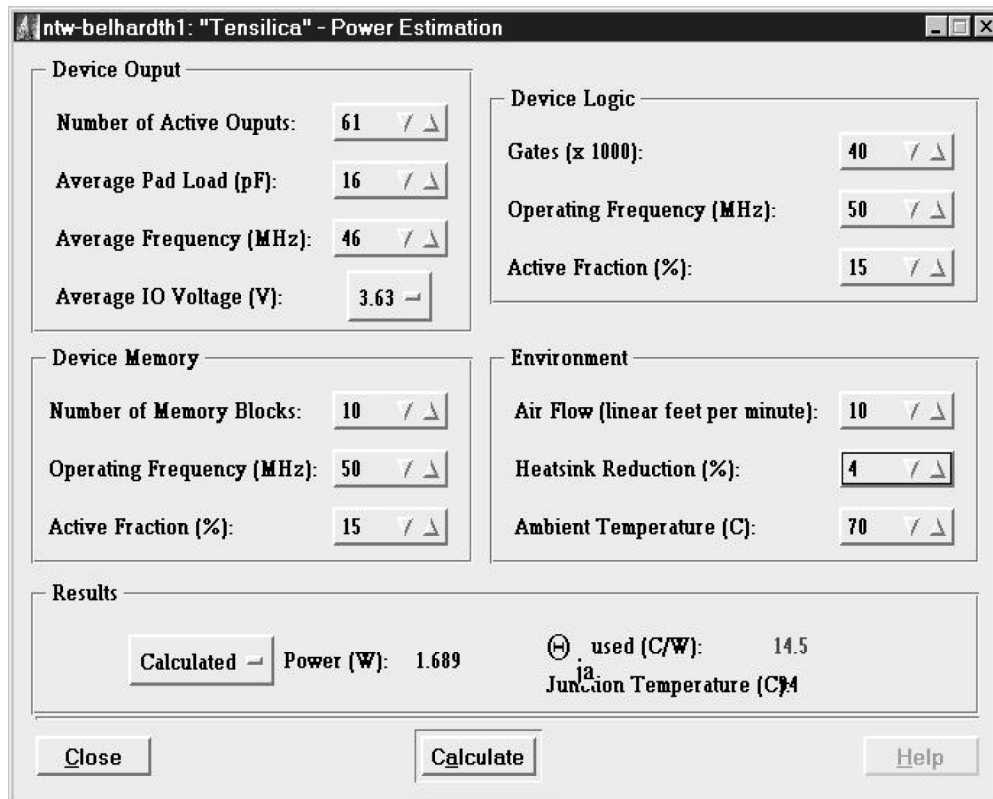 ntw-belhardth1: "Tensilica" - Power Estimation
Device Ouput
Number of Active Ouputs: 61
Average Pad Load (pF): 16
Average Frequency (MHz): 46
Average IO Voltage (V): 3.63
Device Logic
Gates (x 1000): 40
Operating Frequency (MHz): 50
Active Fraction (%): 15
Device Memory
Number of Memory Blocks: 10
Operating Frequency (MHz): 50
Active Fraction (%): 15
Environment
Air Flow (linear feet per minute): 10
Heatsink Reduction (%): 4
Ambient Temperature (C): 70
Results
Calculated Power (W): 1.689
Θ ja used (C/W): 14.5
Junction Temperature (C): 94
Close Calculate Help